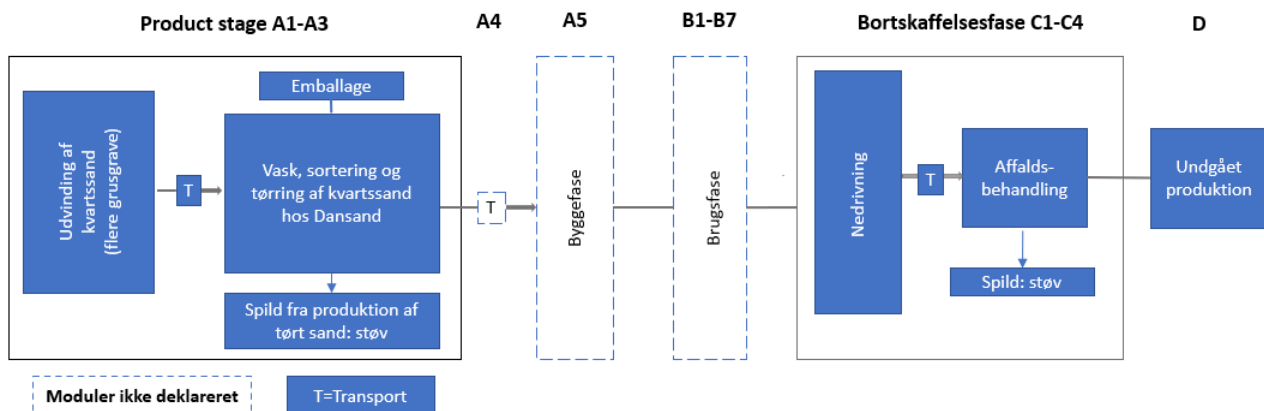 Product stage A1-A3
A4
A5
B1-B7
Bortskaffelsesfase C1-C4
D
Udvinding af
kvartssand
(flere grusgrave)
T
Emballage
Vask, sortering og
tørring af kvartssand
hos Dansand
Spild fra produktion af
tørt sand: støv
T
Byggefase
Brugsfase
Nedrivning
T
Affalds-
behandling
Spild: støv
Undgået
produktion
Moduler ikke deklareret
T=Transport